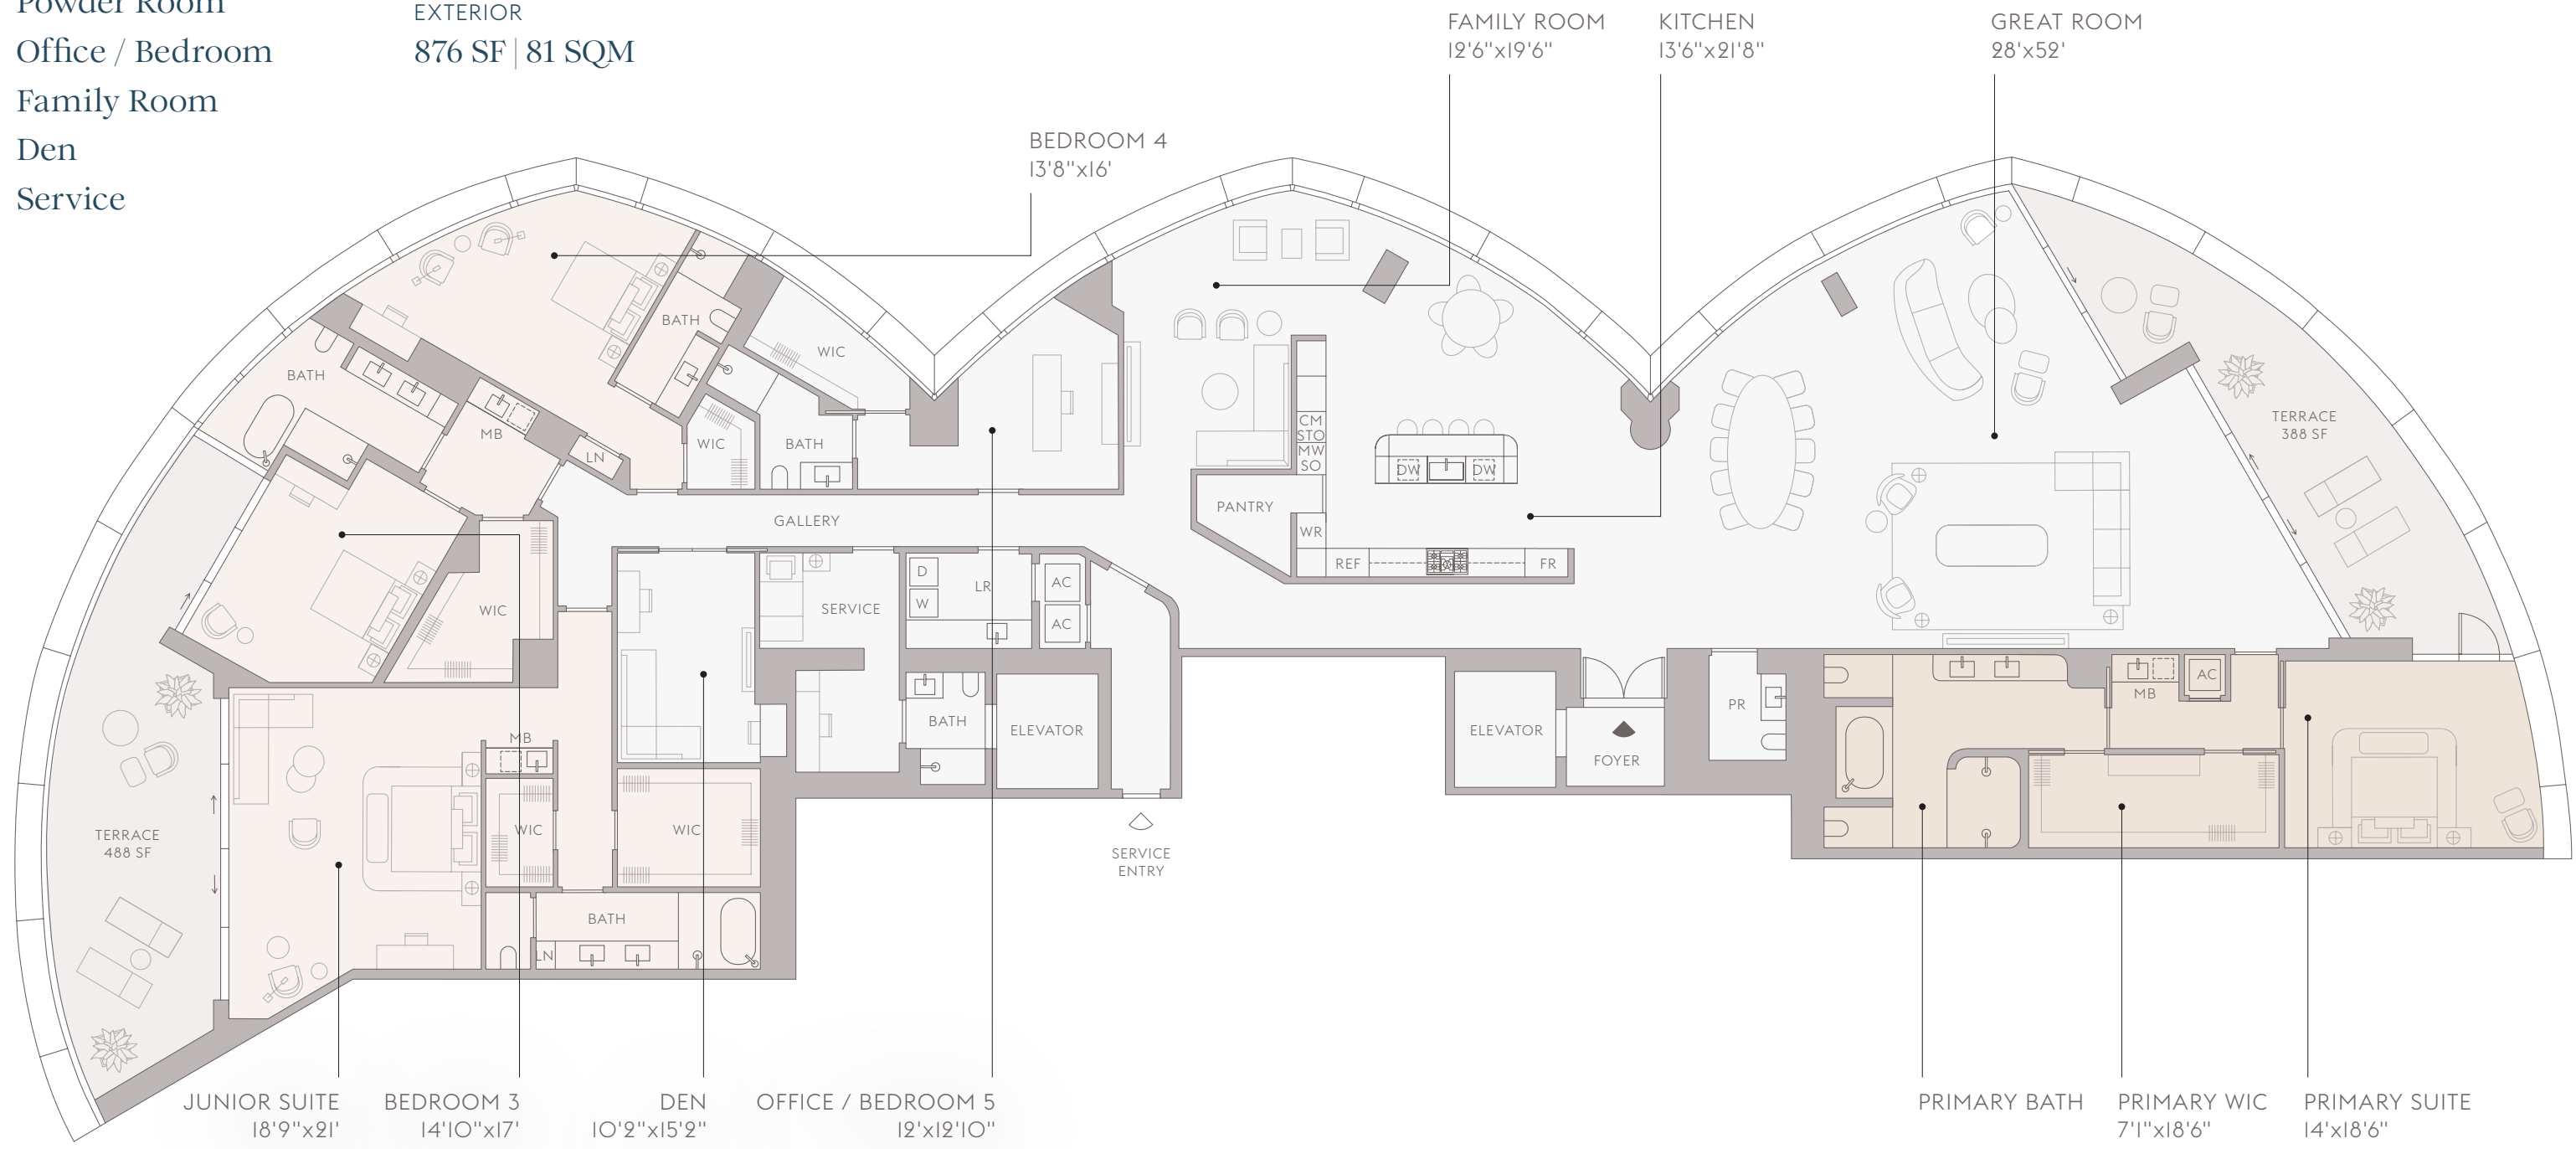 Powder Room
Office / Bedroom
Family Room
Den
Service
EXTERIOR
876 SF | 81 SQM
FAMILY ROOM
12'6"x19'6"
KITCHEN
13'6"x21'8"
GREAT ROOM
28'x52'
BEDROOM 4
13'8"x16'
BATH
WIC
BATH
MB
LN
WIC
BATH
GALLERY
CM
STO
MW
SO
DW
DW
PANTRY
WR
REF
FR
TERRACE
388 SF
WIC
SERVICE
D
W
LR
AC
AC
BATH
ELEVATOR
ELEVATOR
FOYER
PR
MB
AC
MB
WIC
WIC
TERRACE
488 SF
BATH
LN
SERVICE
ENTRY
JUNIOR SUITE
18'9"x21'
BEDROOM 3
14'10"x17'
DEN
10'2"x15'2"
OFFICE / BEDROOM 5
12'x12'10"
PRIMARY BATH
PRIMARY WIC
7'1"x18'6"
PRIMARY SUITE
14'x18'6"